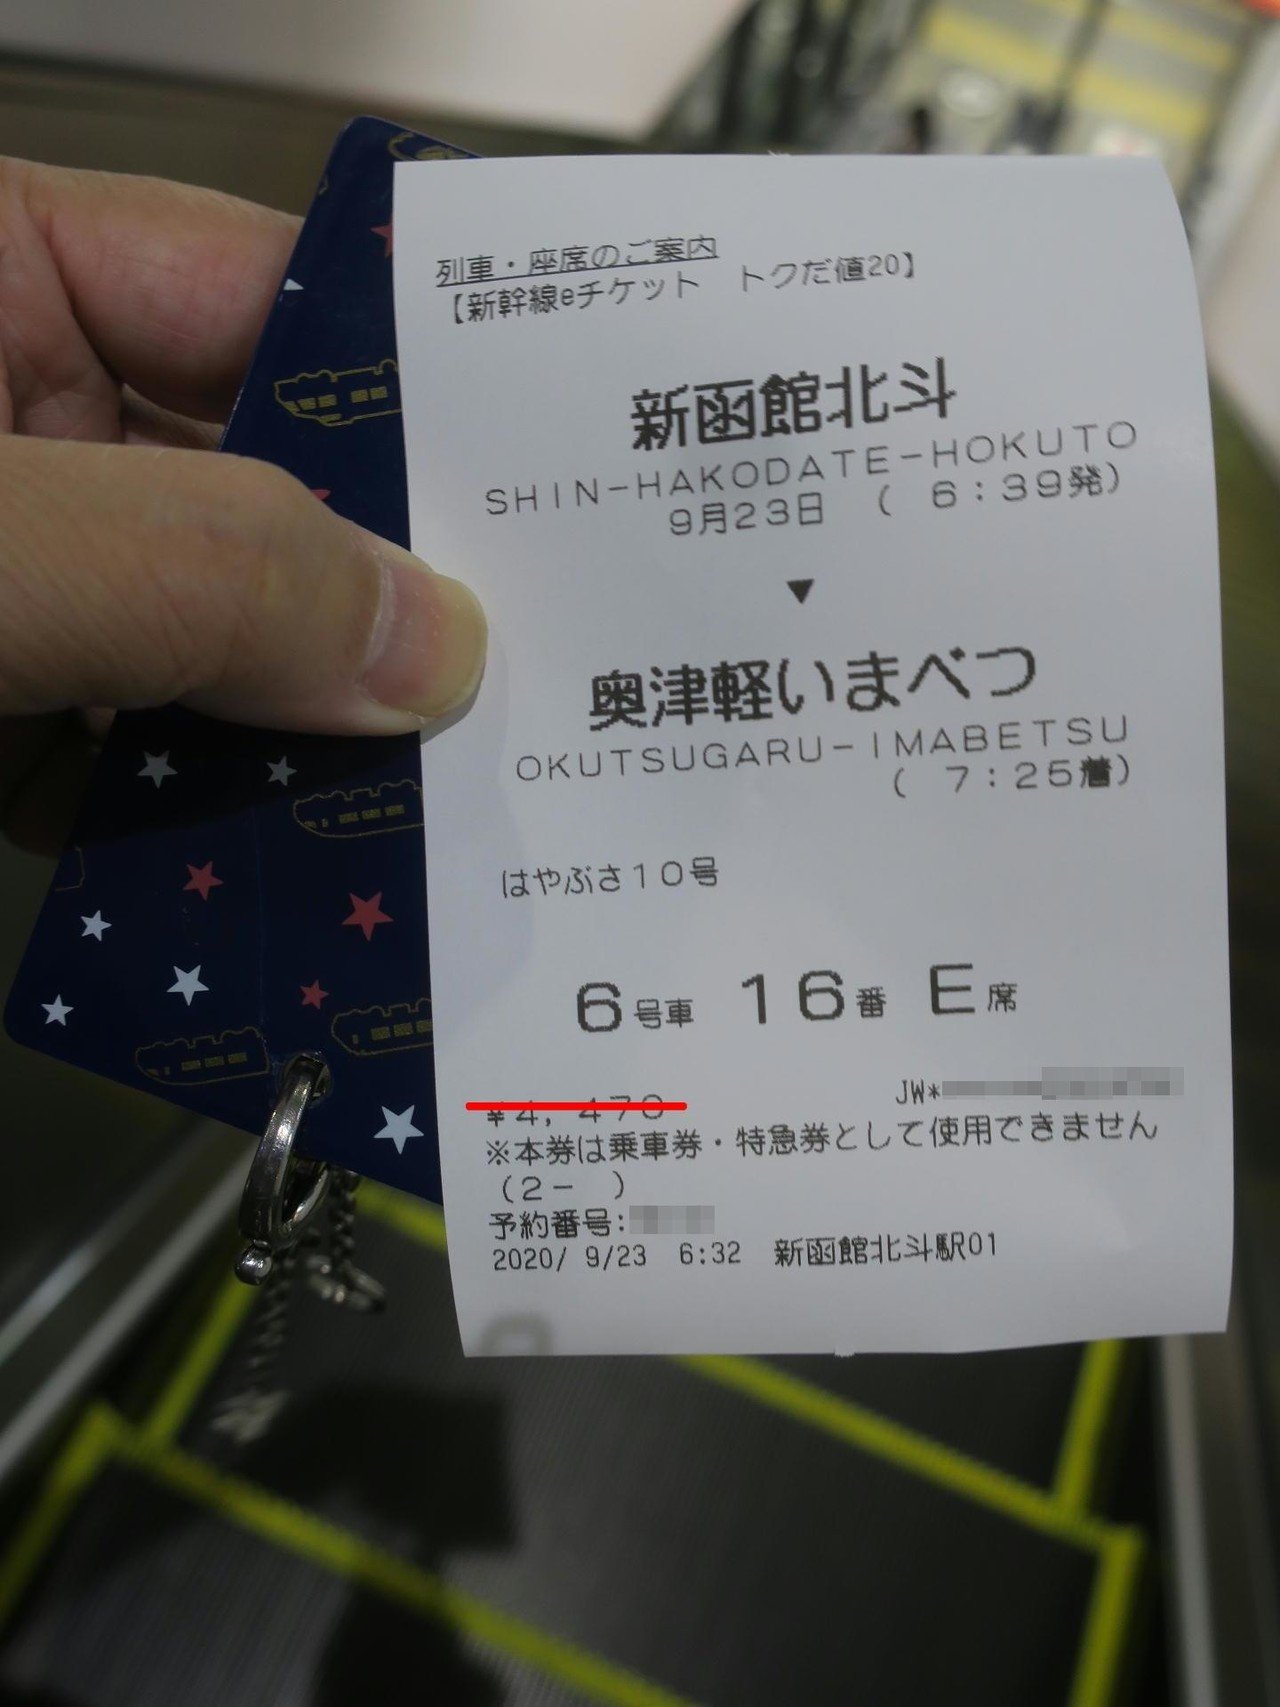 列車・座席のご案内
【新幹線eチケット　トクだ値20】
新函館北斗
SHIN-HAKODATE-HOKUTO
9月23日　( 6:39発)
▼
奥津軽いまべつ
OKUTSUGARU-IMABETSU
( 7:25着)
はやぶさ10号
6号車 16番 E席
JW*
¥4,470
※本券は乗車券・特急券として使用できません
(2-　)
予約番号:
2020/ 9/23　6:32　新函館北斗駅01